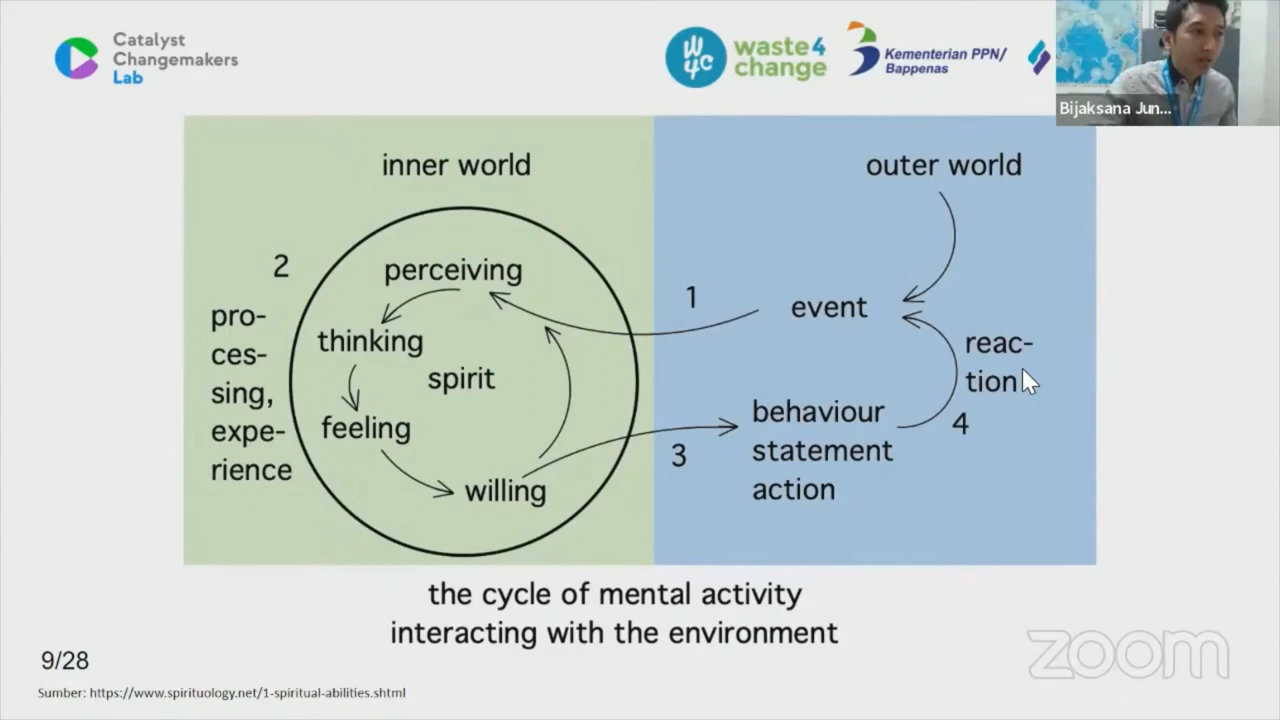 Catalyst
Changemakers
Lab
waste4
change
Kementerian PPN/
Bappenas
Bijaksana Jun...
inner world
outer world
2
perceiving
1
event
pro-
ces-
sing,
expe-
rience
thinking
spirit
feeling
willing
reac-
tion
4
behaviour
statement
action
3
the cycle of mental activity
interacting with the environment
9/28
Sumber: https://www.spirituology.net/1-spiritual-abilities.shtml
zoom